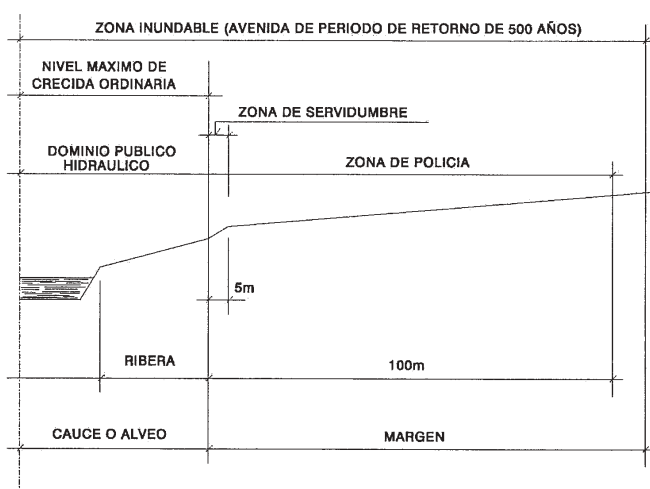 ZONA INUNDABLE (AVENIDA DE PERIODO DE RETORNO DE 500 AÑOS)
NIVEL MAXIMO DE
CRECIDA ORDINARIA
ZONA DE SERVIDUMBRE
DOMINIO PUBLICO
HIDRAULICO
ZONA DE POLICIA
5m
RIBERA
100m
CAUCE O ALVEO
MARGEN